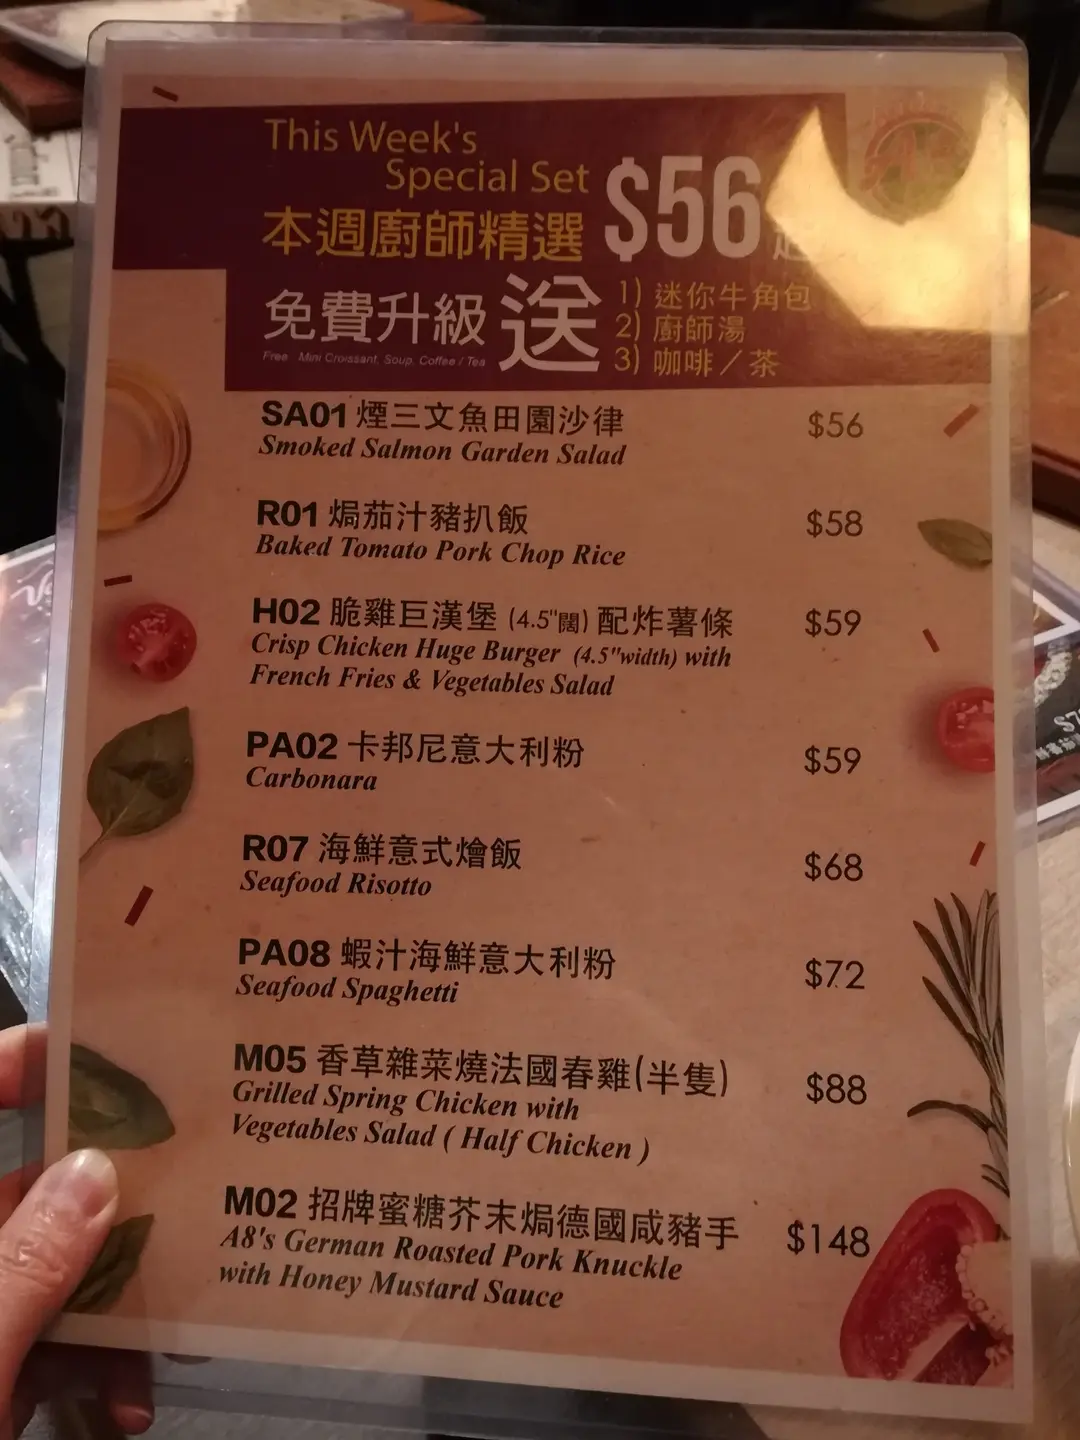 This Week's
Special Set
本週廚師精選 $56起
免費升級 送
Free Mini Croissant, Soup, Coffee / Tea
1) 迷你牛角包
2) 廚師湯
3) 咖啡／茶
SA01 煙三文魚田園沙律 $56
Smoked Salmon Garden Salad
R01 焗茄汁豬扒飯 $58
Baked Tomato Pork Chop Rice
H02 脆雞巨漢堡 (4.5"闊) 配炸薯條 $59
Crisp Chicken Huge Burger (4.5"width) with
French Fries & Vegetables Salad
PA02 卡邦尼意大利粉 $59
Carbonara
R07 海鮮意式燴飯 $68
Seafood Risotto
PA08 蝦汁海鮮意大利粉 $72
Seafood Spaghetti
M05 香草雜菜燒法國春雞(半隻) $88
Grilled Spring Chicken with
Vegetables Salad ( Half Chicken )
M02 招牌蜜糖芥末焗德國咸豬手 $148
A8's German Roasted Pork Knuckle
with Honey Mustard Sauce